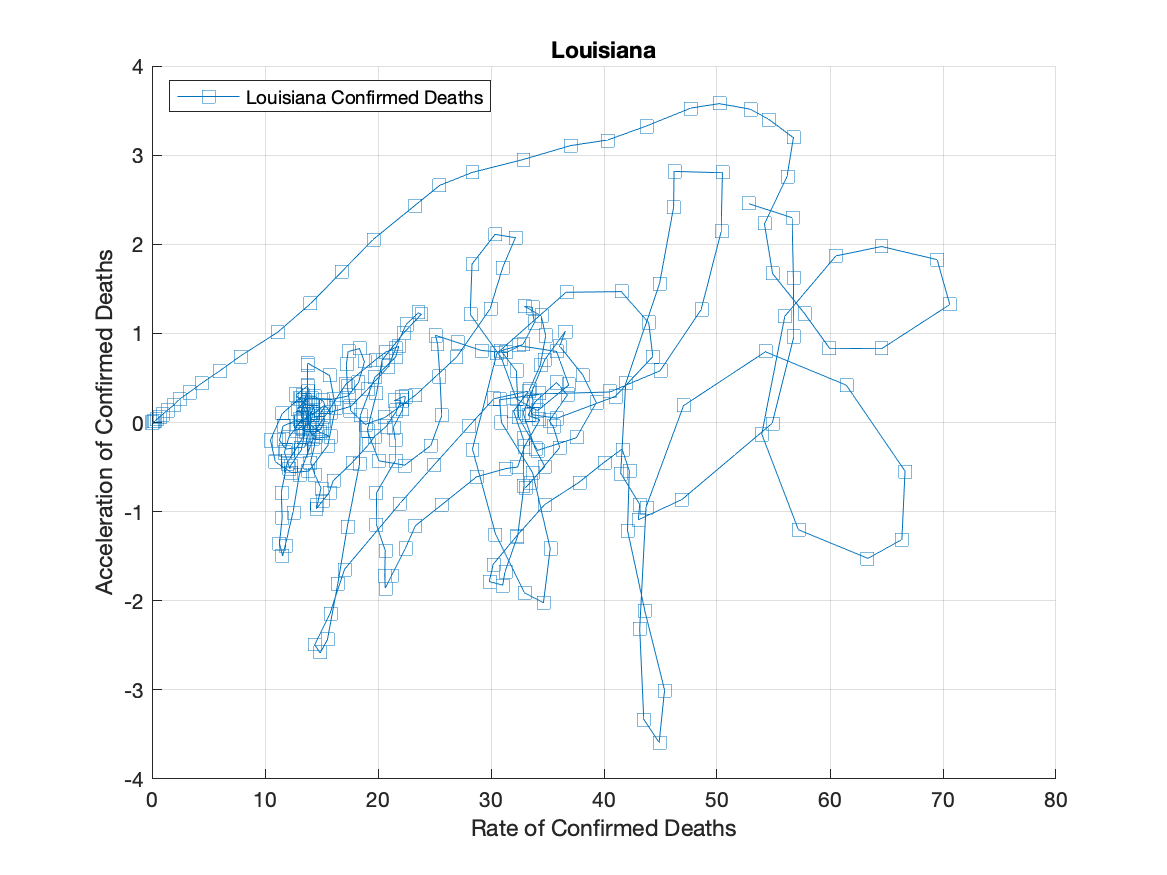 Louisiana
Louisiana Confirmed Deaths
4
3
2
1
0
-1
-2
-3
-4
Acceleration of Confirmed Deaths
0 10 20 30 40 50 60 70 80
Rate of Confirmed Deaths